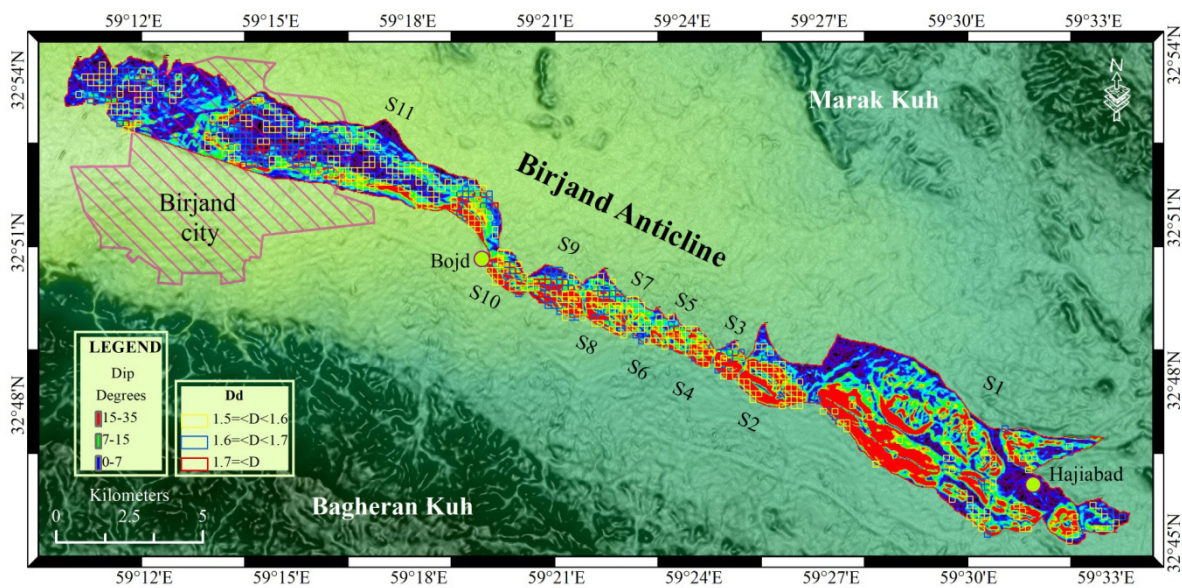 59°12'E 59°15'E 59°18'E 59°21'E 59°24'E 59°27'E 59°30'E 59°33'E
32°54'N
32°54'N
Marak Kuh
N
S11
Birjand Anticline
Birjand
city
32°51'N
32°51'N
Bojd
S9
S10
S7
S5
S8
S3
S6
S4
S1
S2
32°48'N
32°48'N
LEGEND
Dip
Degrees
15-35
7-15
0-7
Dd
1.5=<D<1.6
1.6=<D<1.7
1.7=<D
Hajiabad
Kilometers
0 2.5 5
Bagheran Kuh
32°45'N
59°12'E 59°15'E 59°18'E 59°21'E 59°24'E 59°27'E 59°30'E 59°33'E